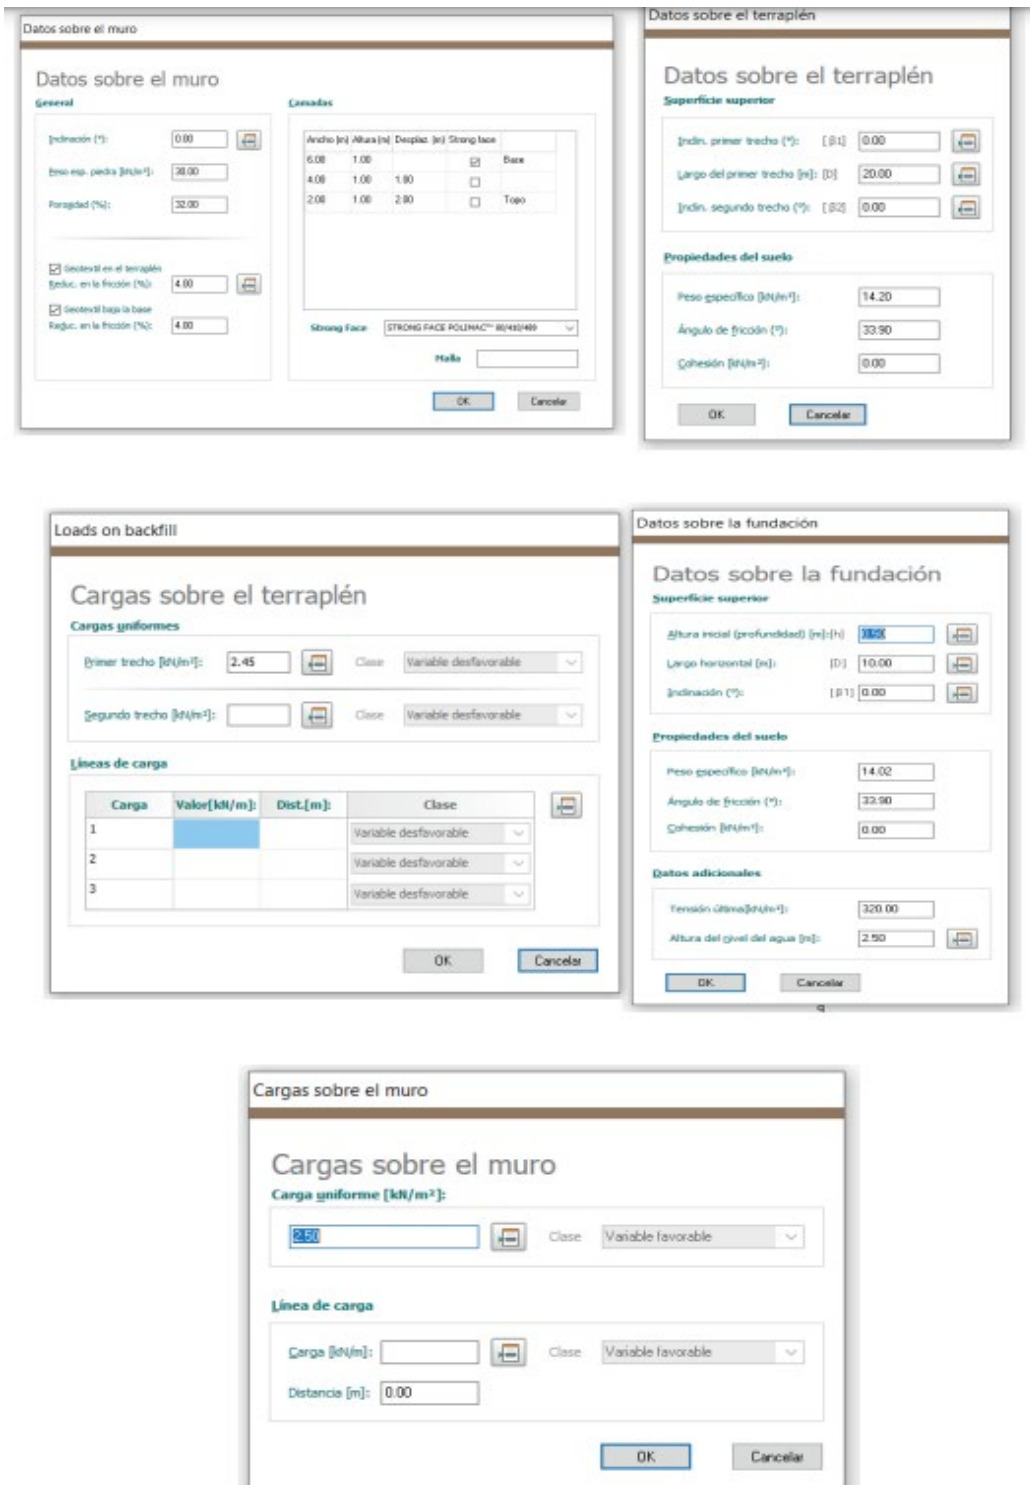 Datos sobre el muro
Datos sobre el muro
General
Inclinación (°): 0.00
Peso esp. piedra [kN/m³]: 30.00
Porosidad (%): 32.00
Geotextil en el terraplén
Reduc. en la fricción (%): 4.00
Geotextil bajo la base
Reduc. en la fricción (%): 4.00
Camadas
Ancho [m] Altura [m] Desplaz. [m] Strong face
6.00 1.00 Base
4.00 1.00 1.00
2.00 1.00 2.00 Topo
Strong Face STRONG FACE POLIMAC™
Malla
OK Cancelar
Datos sobre el terraplén
Datos sobre el terraplén
Superficie superior
Inclin. primer trecho (°): [β1] 0.00
Largo del primer trecho [m]: [D] 20.00
Inclin. segundo trecho (°): [β2] 0.00
Propiedades del suelo
Peso específico [kN/m³]: 14.20
Ángulo de fricción (°): 33.90
Cohesión [kN/m²]: 0.00
OK Cancelar
Loads on backfill
Cargas sobre el terraplén
Cargas uniformes
Primer trecho [kN/m²]: 2.45 Clase Variable desfavorable
Segundo trecho [kN/m²]: Clase Variable desfavorable
Líneas de carga
Carga Valor[kN/m]: Dist.[m]: Clase
1 Variable desfavorable
2 Variable desfavorable
3 Variable desfavorable
OK Cancelar
Datos sobre la fundación
Datos sobre la fundación
Superficie superior
Altura inicial (profundidad) [m]:[h]
Largo horizontal [m]: [D] 10.00
Inclinación (°): [β1] 0.00
Propiedades del suelo
Peso específico [kN/m³]: 14.02
Ángulo de fricción (°): 33.90
Cohesión [kN/m²]: 0.00
Datos adicionales
Tensión última[kN/m²]: 320.00
Altura del nivel del agua [m]: 2.50
OK Cancelar
Cargas sobre el muro
Cargas sobre el muro
Carga uniforme [kN/m²]:
2.50 Clase Variable favorable
Línea de carga
Carga [kN/m]: Clase Variable favorable
Distancia [m]: 0.00
OK Cancelar